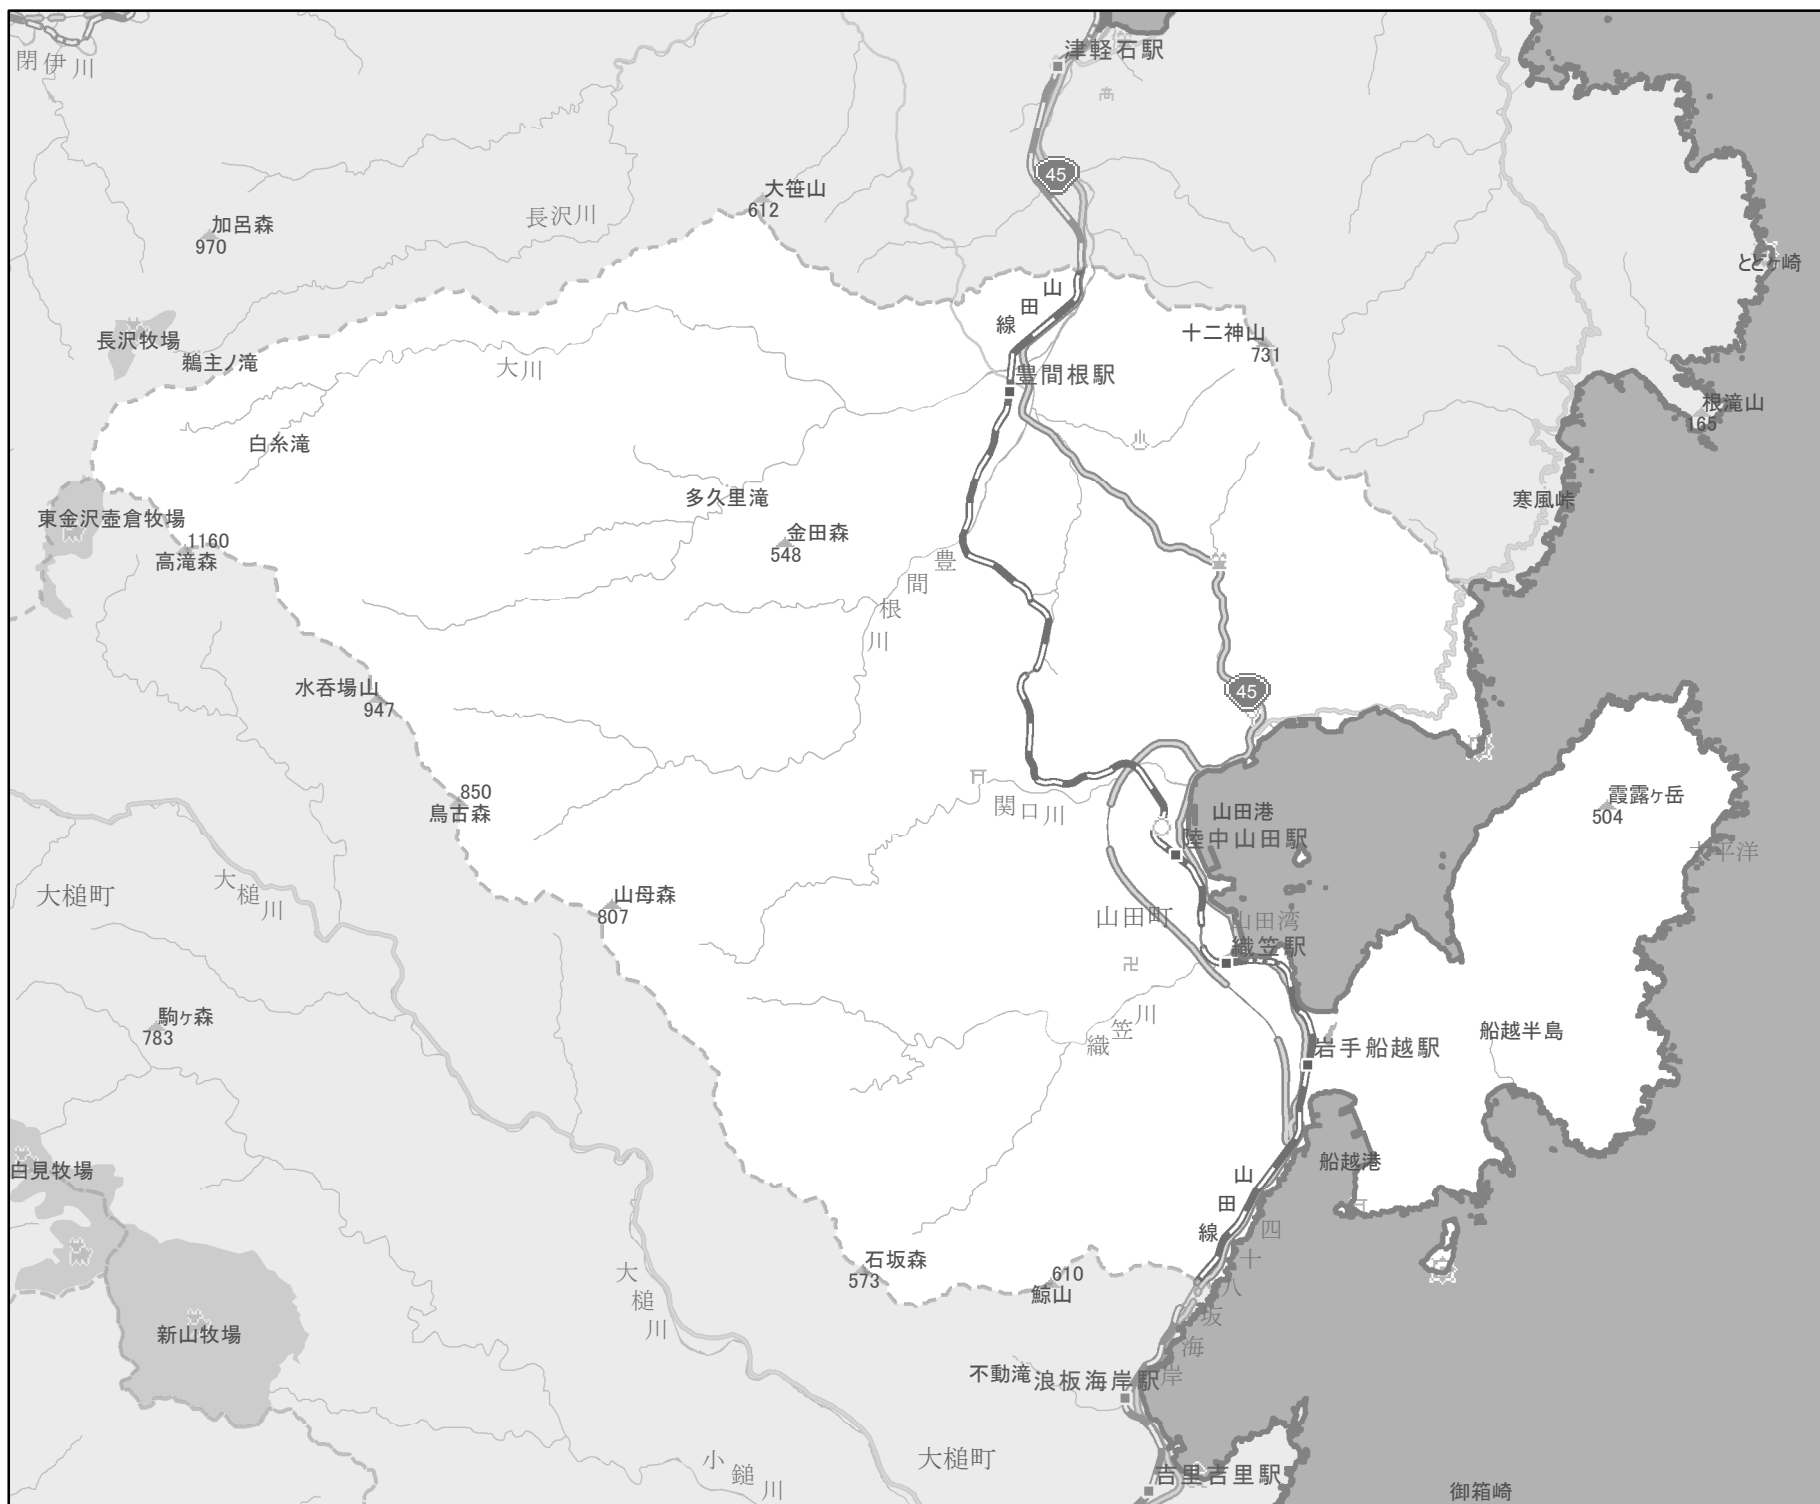 閉伊川
津軽石駅
45
大笹山
612
長沢川
加呂森
970
とどヶ崎
山田線
十二神山
731
長沢牧場
鵜主ノ滝
大川
豊間根駅
根滝山
165
白糸滝
多久里滝
寒風峠
東金沢壺倉牧場
1160
高滝森
金田森
548
豊間根川
水呑場山
947
45
850
鳥古森
関口川
山田港
陸中山田駅
霞露ヶ岳
504
太平洋
大槌町
大槌川
山母森
807
山田町
山田湾
織笠駅
駒ヶ森
783
織笠川
船越半島
岩手船越駅
白見牧場
船越港
山田線
四十八坂海岸
石坂森
573
610
鯨山
大槌川
新山牧場
不動滝
浪板海岸駅
小鎚川
大槌町
吉里吉里駅
御箱崎